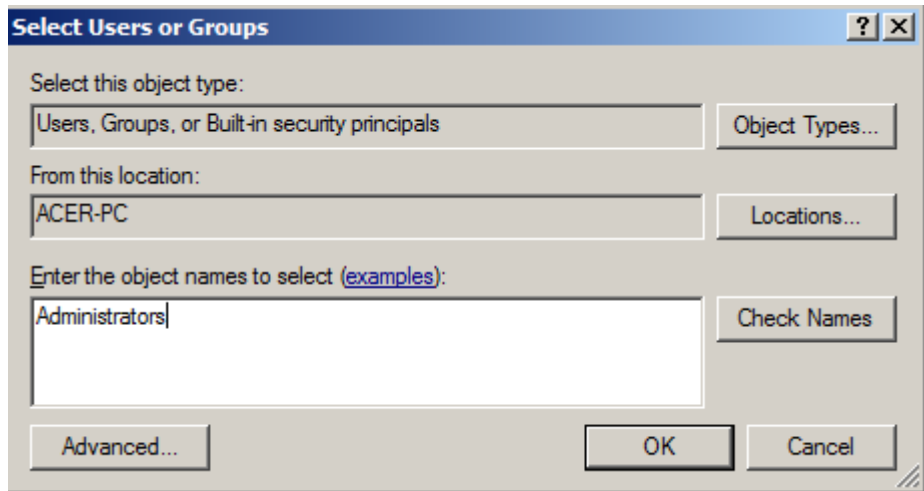 Select Users or Groups
Select this object type:
Users, Groups, or Built-in security principals
Object Types...
From this location:
ACER-PC
Locations...
Enter the object names to select (examples):
Administrators
Check Names
Advanced...
OK
Cancel